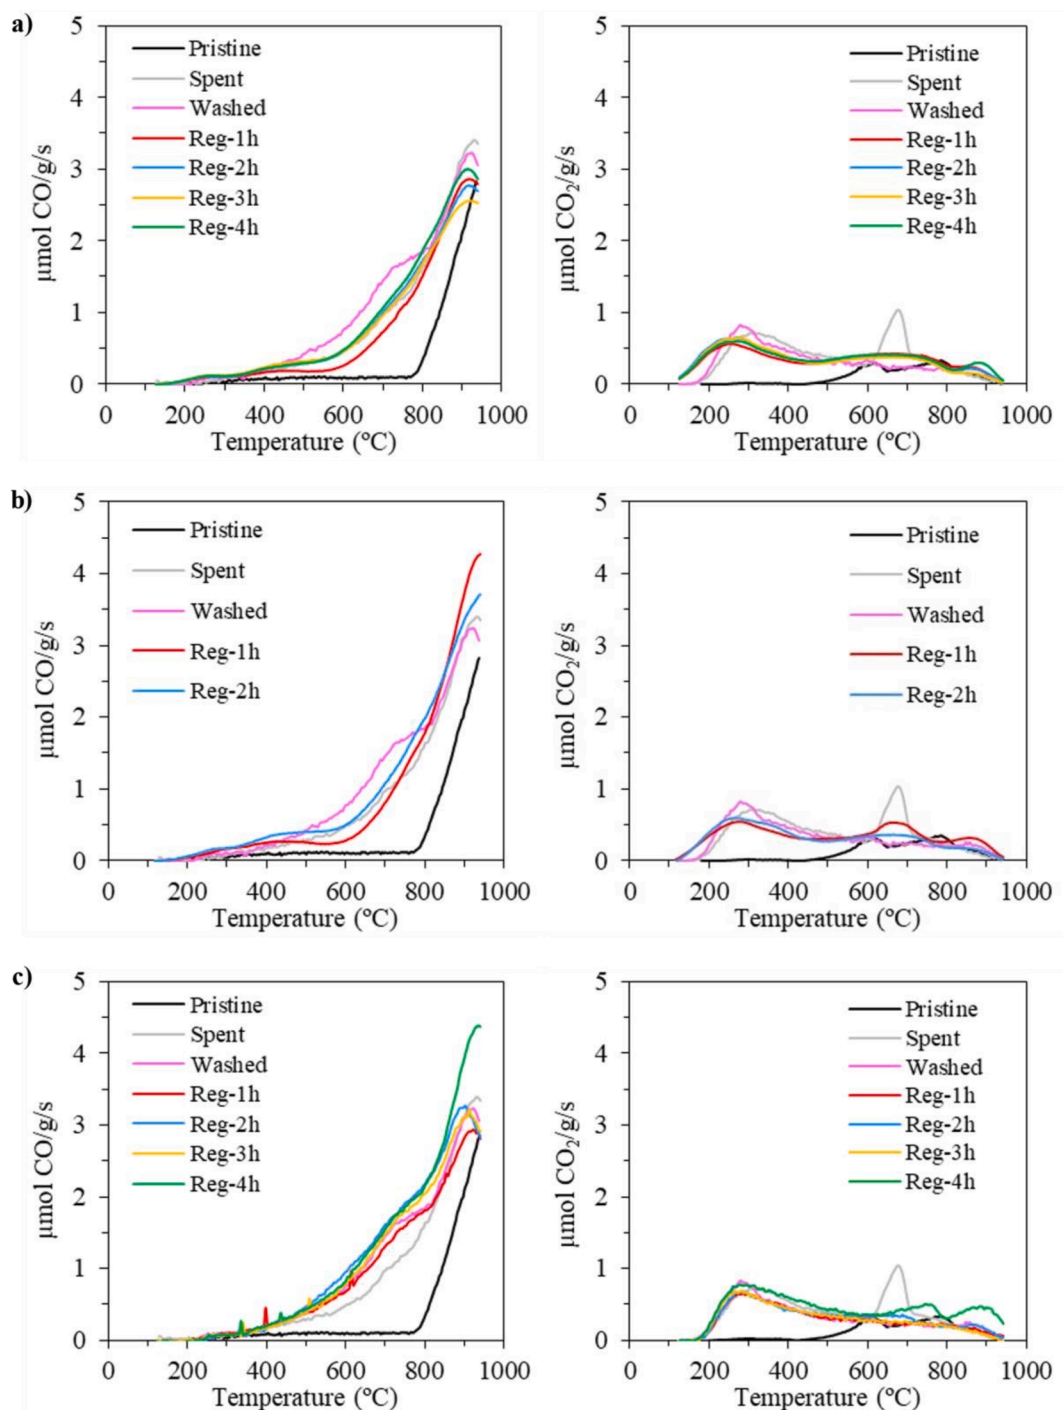 a)
5
4
3
2
1
0
µmol CO/g/s
Pristine
Spent
Washed
Reg-1h
Reg-2h
Reg-3h
Reg-4h
0 200 400 600 800 1000
Temperature (ºC)
5
4
3
2
1
0
µmol CO₂/g/s
Pristine
Spent
Washed
Reg-1h
Reg-2h
Reg-3h
Reg-4h
0 200 400 600 800 1000
Temperature (ºC)
b)
5
4
3
2
1
0
µmol CO/g/s
Pristine
Spent
Washed
Reg-1h
Reg-2h
0 200 400 600 800 1000
Temperature (ºC)
5
4
3
2
1
0
µmol CO₂/g/s
Pristine
Spent
Washed
Reg-1h
Reg-2h
0 200 400 600 800 1000
Temperature (ºC)
c)
5
4
3
2
1
0
µmol CO/g/s
Pristine
Spent
Washed
Reg-1h
Reg-2h
Reg-3h
Reg-4h
0 200 400 600 800 1000
Temperature (ºC)
5
4
3
2
1
0
µmol CO₂/g/s
Pristine
Spent
Washed
Reg-1h
Reg-2h
Reg-3h
Reg-4h
0 200 400 600 800 1000
Temperature (ºC)